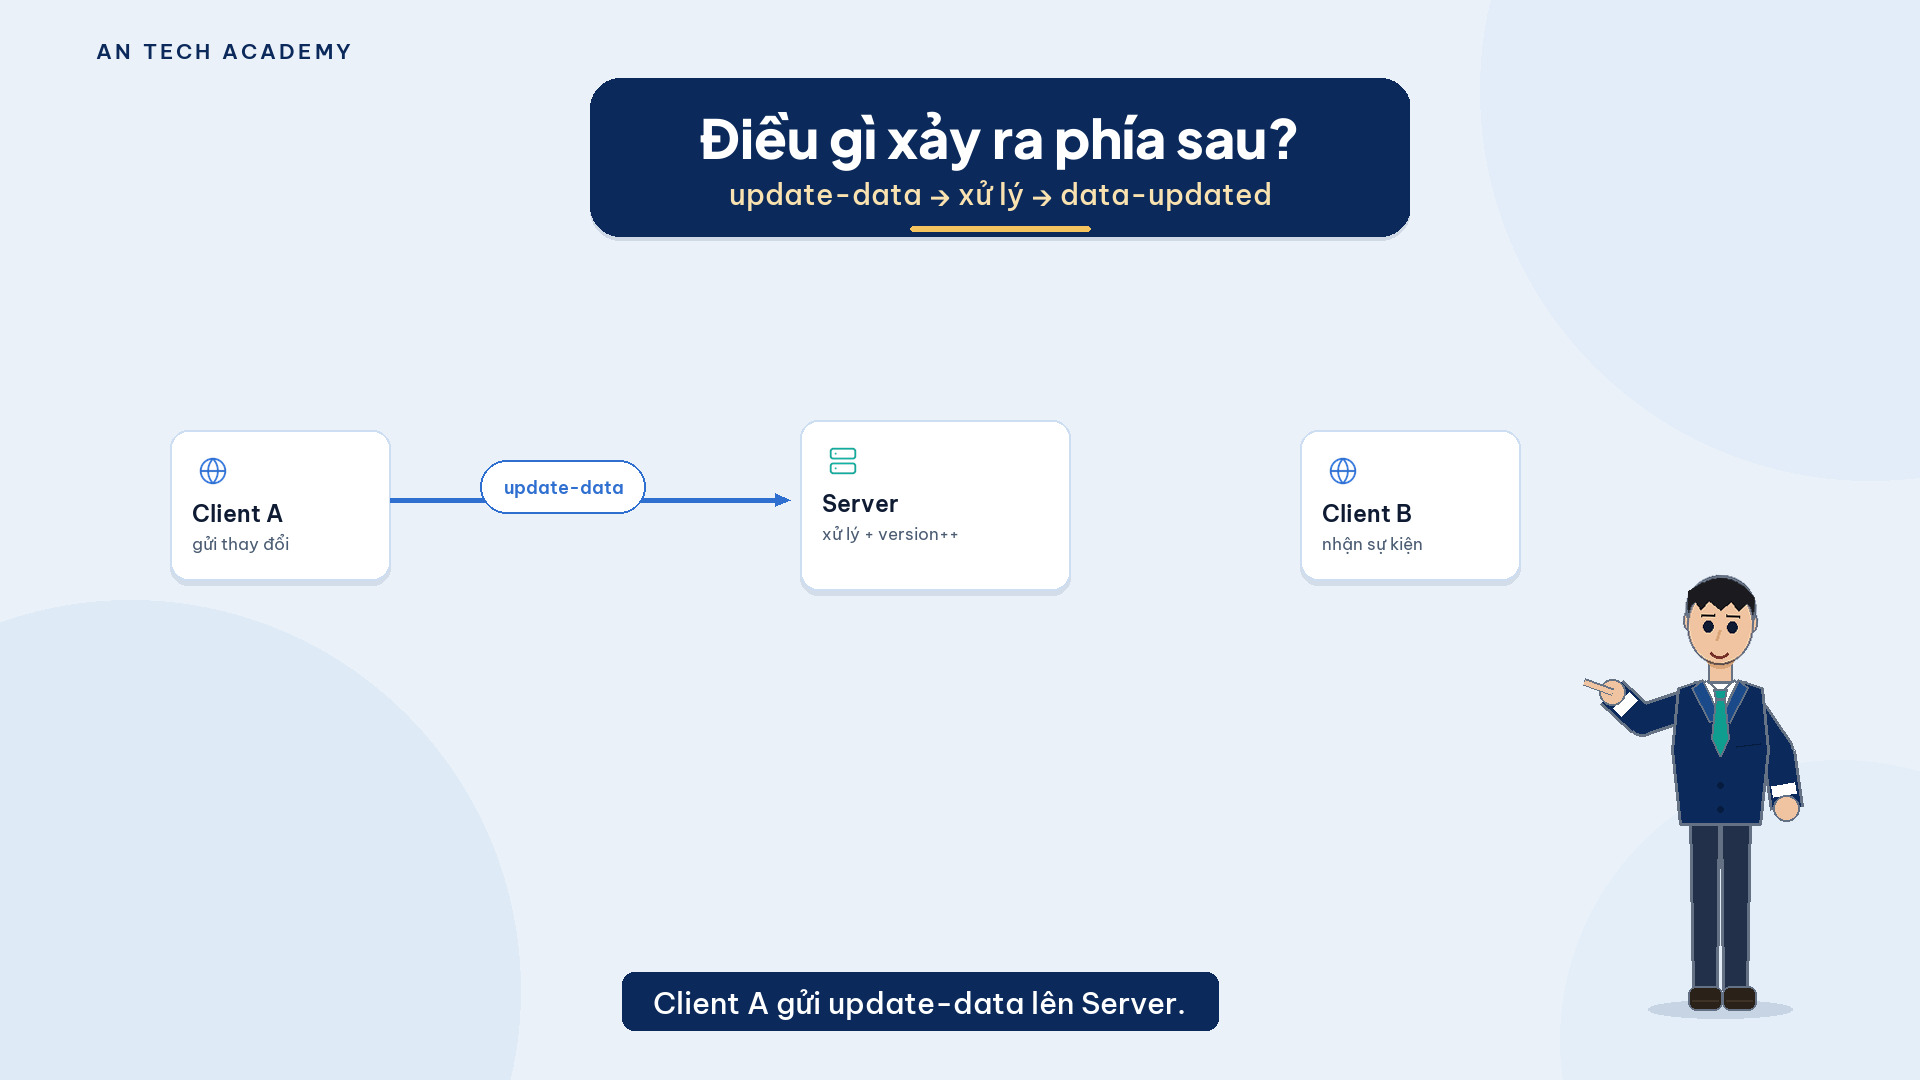 AN TECH ACADEMY
Điều gì xảy ra phía sau?
update-data → xử lý → data-updated
Client A
gửi thay đổi
update-data
Server
xử lý + version++
Client B
nhận sự kiện
Client A gửi update-data lên Server.